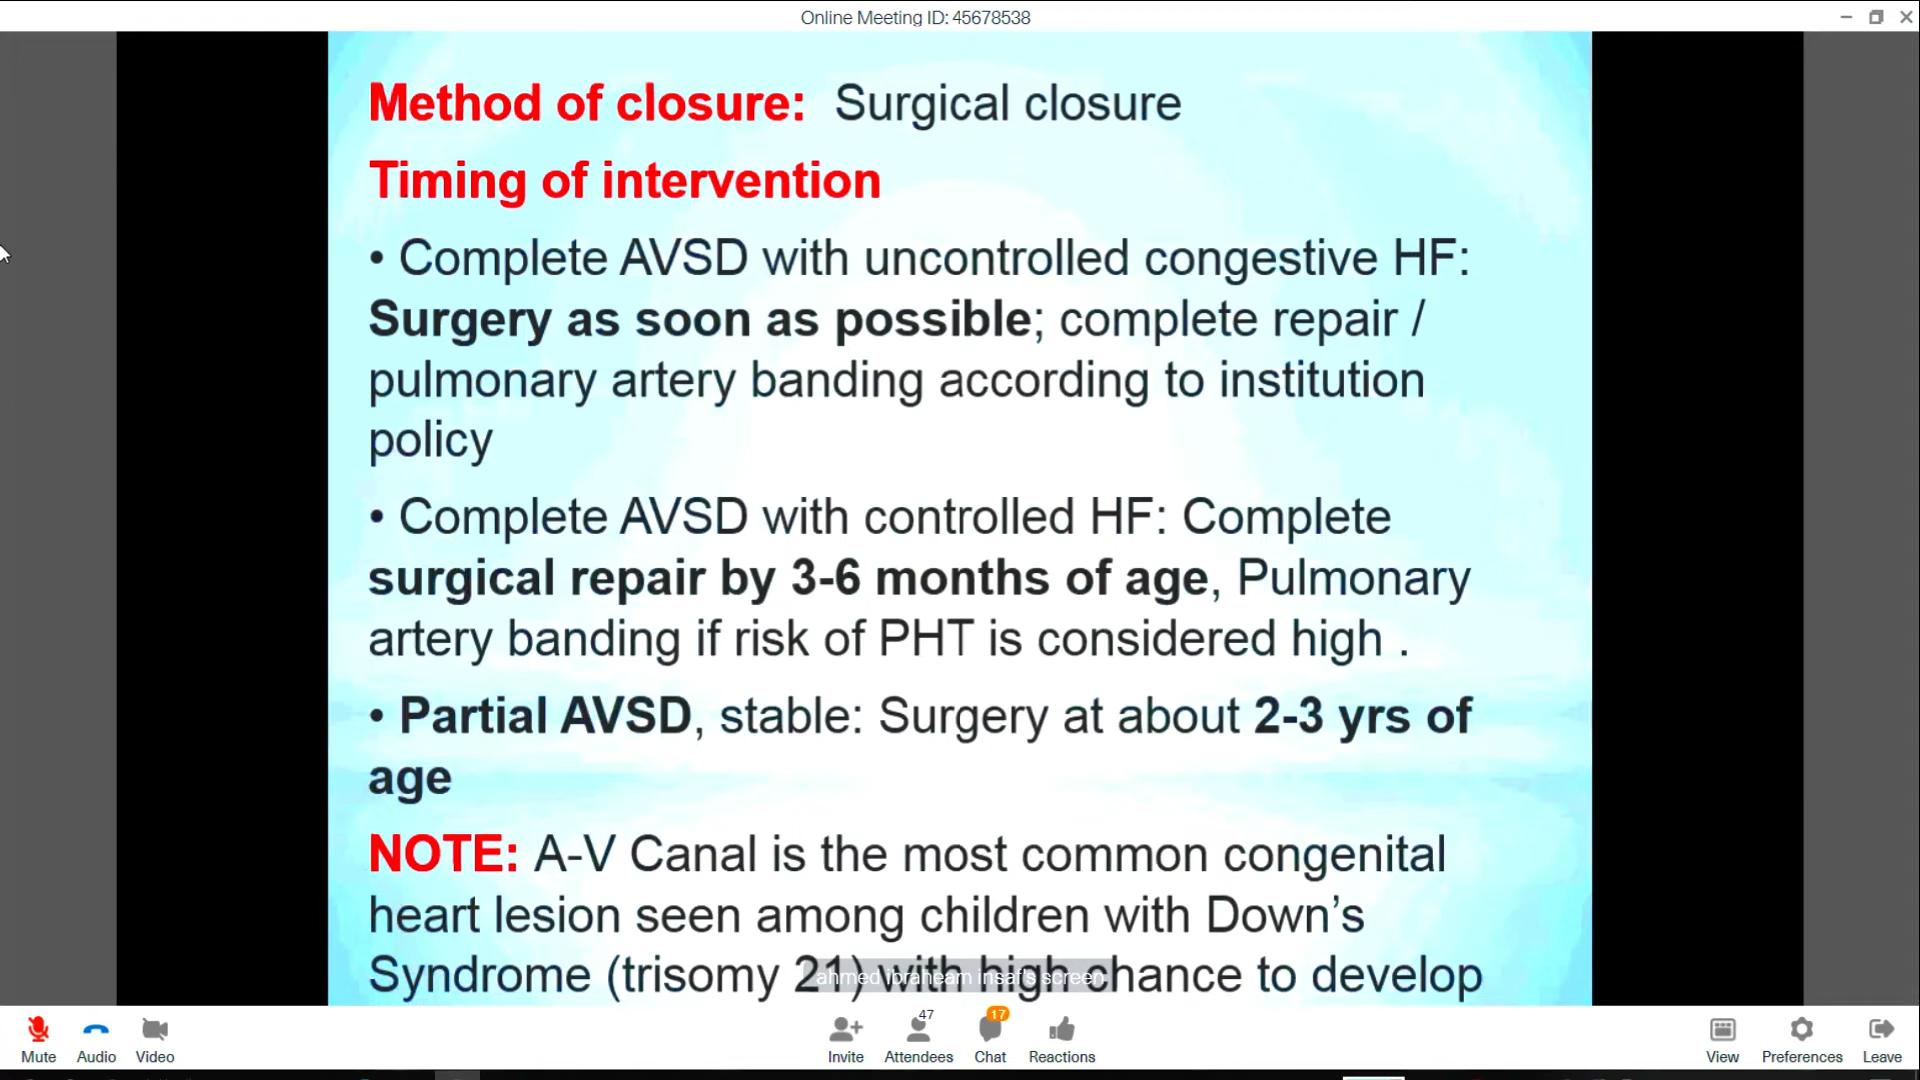 Online Meeting ID: 45678538
Method of closure: Surgical closure
Timing of intervention
• Complete AVSD with uncontrolled congestive HF:
Surgery as soon as possible; complete repair /
pulmonary artery banding according to institution
policy
• Complete AVSD with controlled HF: Complete
surgical repair by 3-6 months of age, Pulmonary
artery banding if risk of PHT is considered high .
• Partial AVSD, stable: Surgery at about 2-3 yrs of
age
NOTE: A-V Canal is the most common congenital
heart lesion seen among children with Down’s
Syndrome (trisomy 21) with high chance to develop
ahmed ibraheam insaf's screen
47
17
Mute Audio Video Invite Attendees Chat Reactions View Preferences Leave